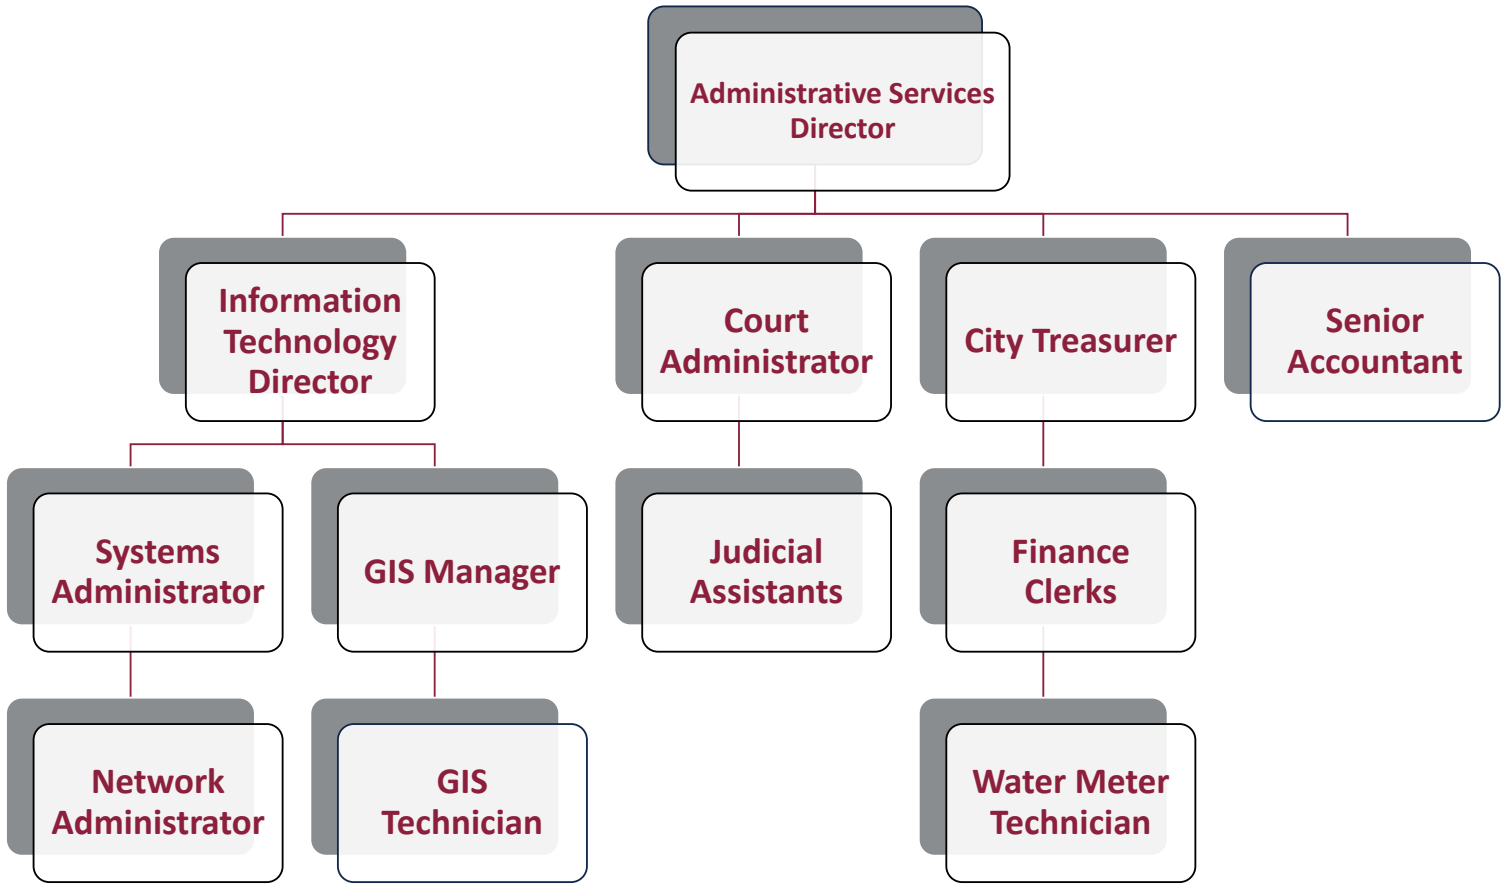 Administrative Services
Director
Information
Technology
Director
Court
Administrator
City Treasurer
Senior
Accountant
Systems
Administrator
GIS Manager
Judicial
Assistants
Finance
Clerks
Network
Administrator
GIS
Technician
Water Meter
Technician